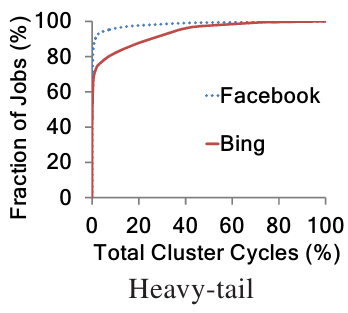 Fraction of Jobs (%)
100
80
60
40
20
0
Facebook
Bing
0 20 40 60 80 100
Total Cluster Cycles (%)
Heavy-tail